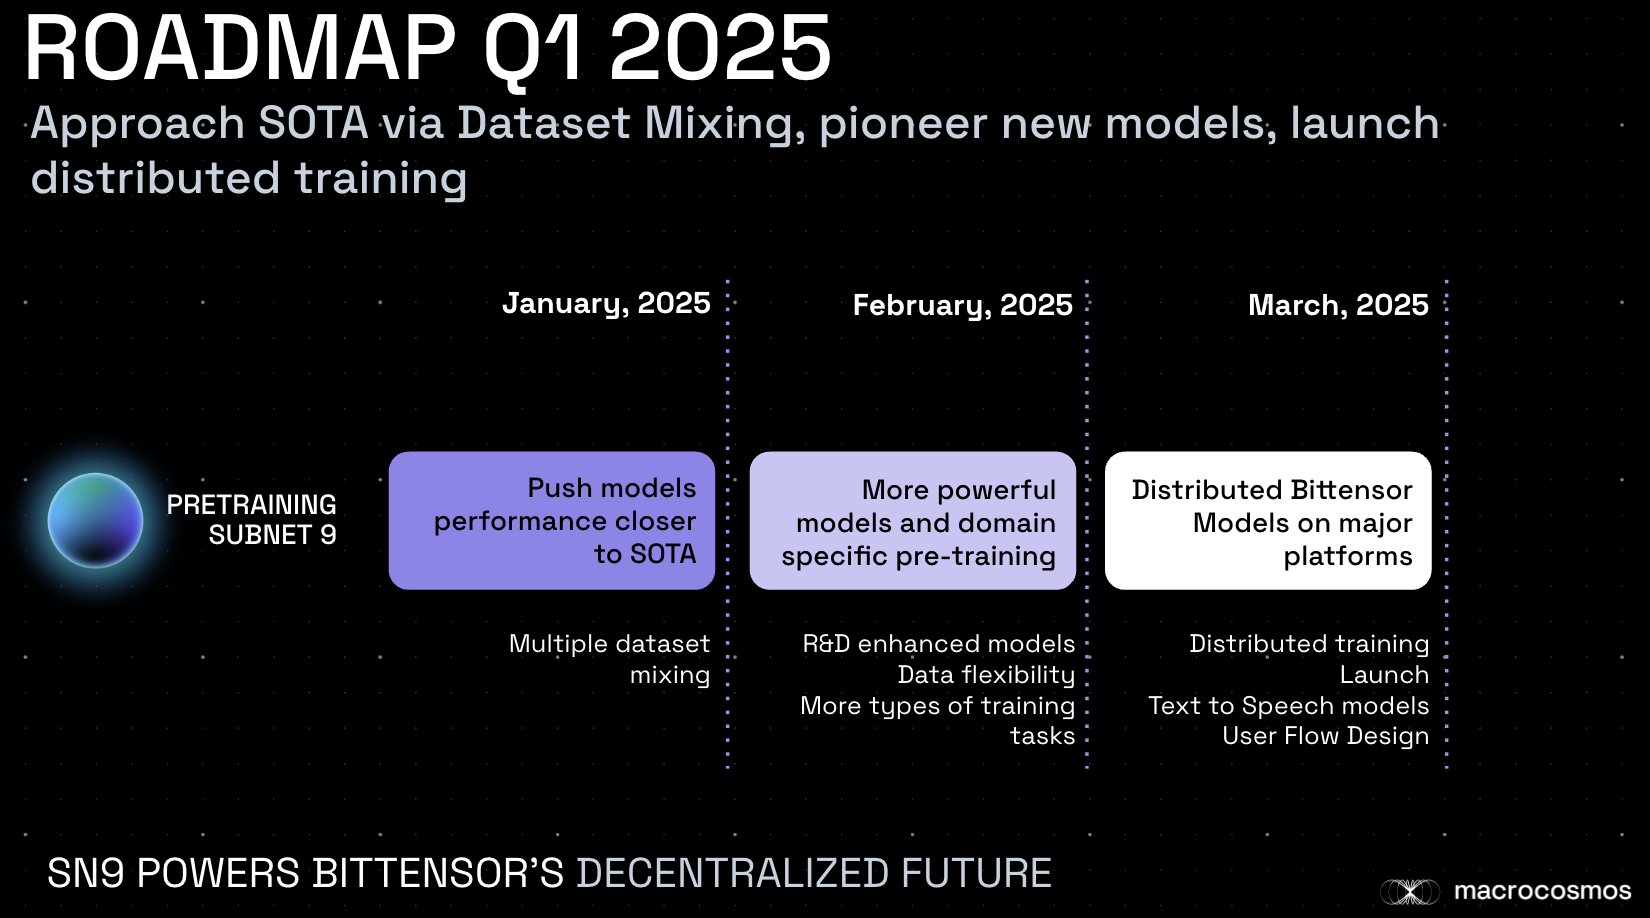 ROADMAP Q1 2025
Approach SOTA via Dataset Mixing, pioneer new models, launch
distributed training
January, 2025
February, 2025
March, 2025
PRETRAINING
SUBNET 9
Push models
performance closer
to SOTA
More powerful
models and domain
specific pre-training
Distributed Bittensor
Models on major
platforms
Multiple dataset
mixing
R&D enhanced models
Data flexibility
More types of training
tasks
Distributed training
Launch
Text to Speech models
User Flow Design
SN9 POWERS BITTENSOR’S DECENTRALIZED FUTURE
macrocosmos